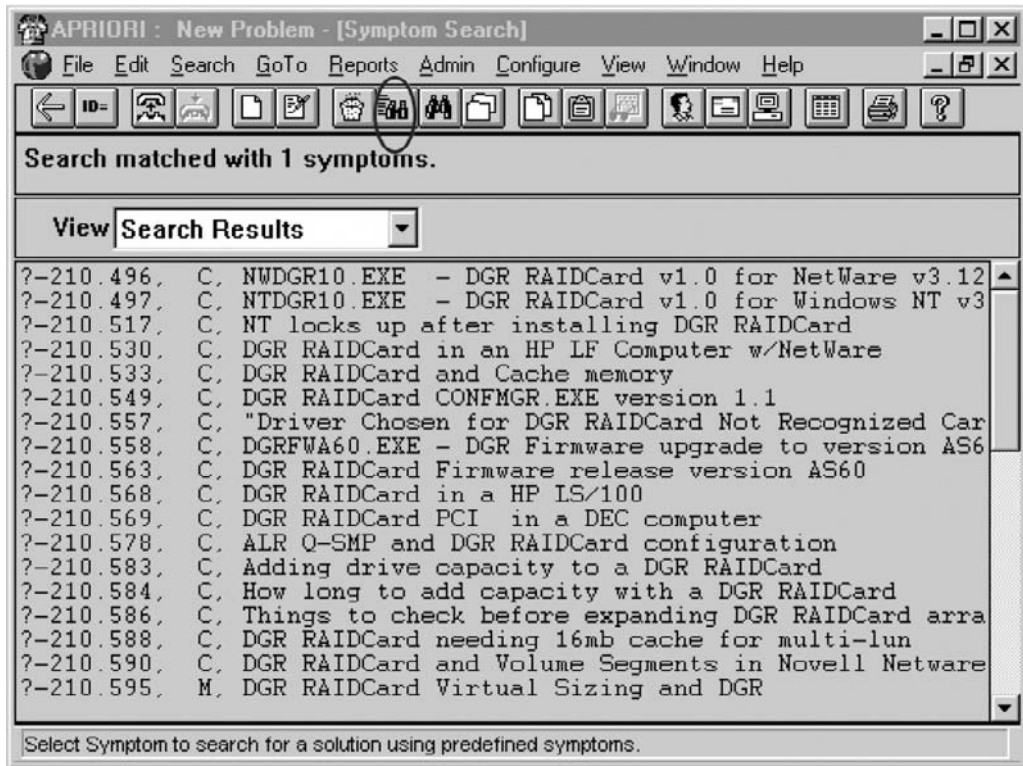 APRIORI : New Problem - [Symptom Search]
File Edit Search GoTo Reports Admin Configure View Window Help
ID=
Search matched with 1 symptoms.
View Search Results
?-210.496, C, NWDGR10.EXE - DGR RAIDCard v1.0 for NetWare v3.12
?-210.497, C, NTDGR10.EXE - DGR RAIDCard v1.0 for Windows NT v3
?-210.517, C, NT locks up after installing DGR RAIDCard
?-210.530, C, DGR RAIDCard in an HP LF Computer w/NetWare
?-210.533, C, DGR RAIDCard and Cache memory
?-210.549, C, DGR RAIDCard CONFMGR.EXE version 1.1
?-210.557, C, "Driver Chosen for DGR RAIDCard Not Recognized Car
?-210.558, C, DGRFWA60.EXE - DGR Firmware upgrade to version AS6
?-210.563, C, DGR RAIDCard Firmware release version AS60
?-210.568, C, DGR RAIDCard in a HP LS/100
?-210.569, C, DGR RAIDCard PCI in a DEC computer
?-210.578, C, ALR Q-SMP and DGR RAIDCard configuration
?-210.583, C, Adding drive capacity to a DGR RAIDCard
?-210.584, C, How long to add capacity with a DGR RAIDCard
?-210.586, C, Things to check before expanding DGR RAIDCard arra
?-210.588, C, DGR RAIDCard needing 16mb cache for multi-lun
?-210.590, C, DGR RAIDCard and Volume Segments in Novell Netware
?-210.595, M, DGR RAIDCard Virtual Sizing and DGR
Select Symptom to search for a solution using predefined symptoms.